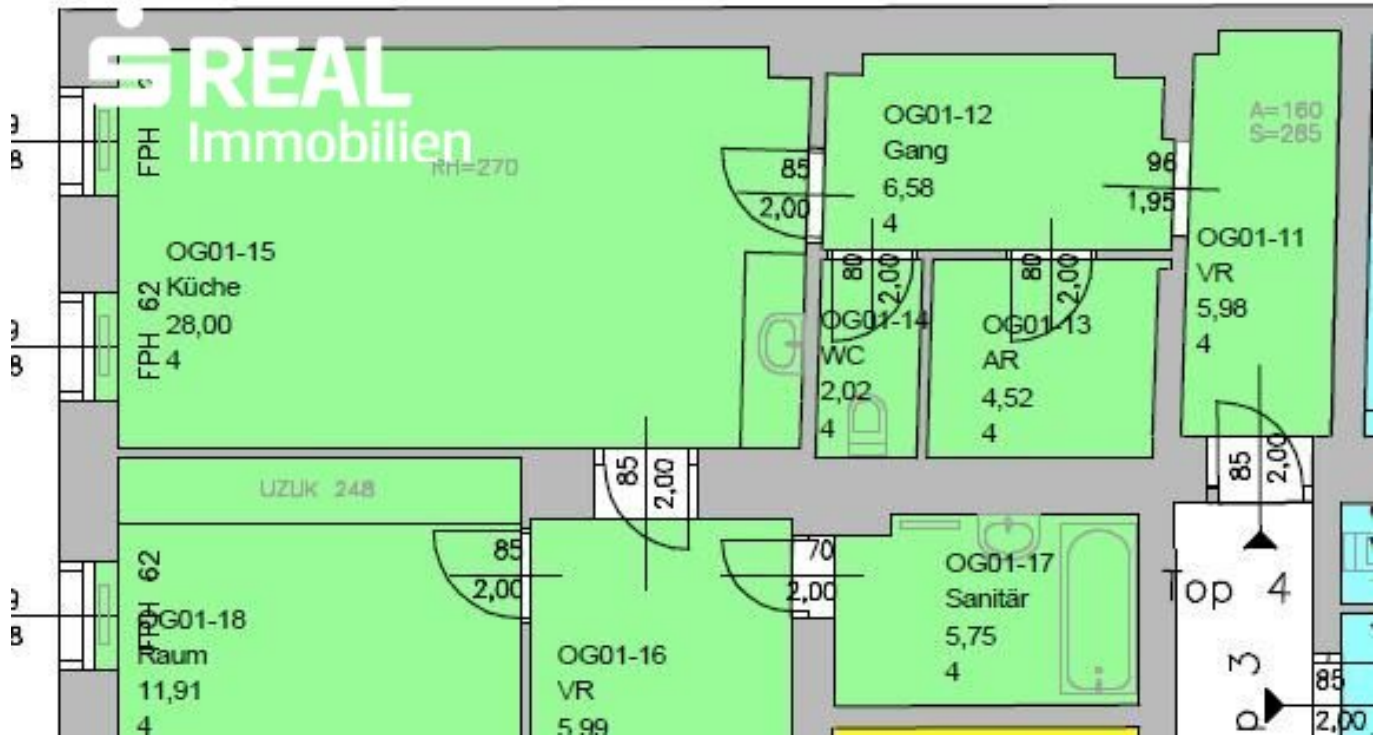 REAL
Immobilien
RH=270
FPH
OG01-15
Küche
28,00
4
FPH 62
85
2,00
OG01-12
Gang
6,58
4
96
1,95
A=160
S=285
OG01-11
VR
5,98
4
80
2,00
80
2,00
OG01-14
WC
2,02
4
OG01-13
AR
4,52
4
85
2,00
85
2,00
UZUK 248
85
2,00
FPH 62
OG01-18
Raum
11,91
4
OG01-16
VR
5,99
70
2,00
OG01-17
Sanitär
5,75
4
Top 4
3
85
2,00